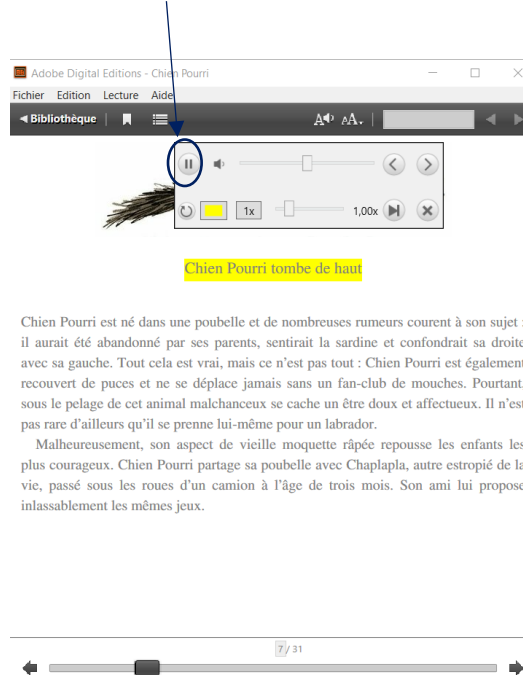 Adobe Digital Editions - Chien Pourri
Fichier Edition Lecture Aide
Bibliothèque
1x 1,00x
Chien Pourri tombe de haut
Chien Pourri est né dans une poubelle et de nombreuses rumeurs courent à son sujet :
il aurait été abandonné par ses parents, sentirait la sardine et confondrait sa droite
avec sa gauche. Tout cela est vrai, mais ce n’est pas tout : Chien Pourri est également
recouvert de puces et ne se déplace jamais sans un fan-club de mouches. Pourtant,
sous le pelage de cet animal malchanceux se cache un être doux et affectueux. Il n’est
pas rare d’ailleurs qu’il se prenne lui-même pour un labrador.
Malheureusement, son aspect de vieille moquette râpée repousse les enfants les
plus courageux. Chien Pourri partage sa poubelle avec Chaplapla, autre estropié de la
vie, passé sous les roues d’un camion à l’âge de trois mois. Son ami lui propose
inlassablement les mêmes jeux.
7 / 31